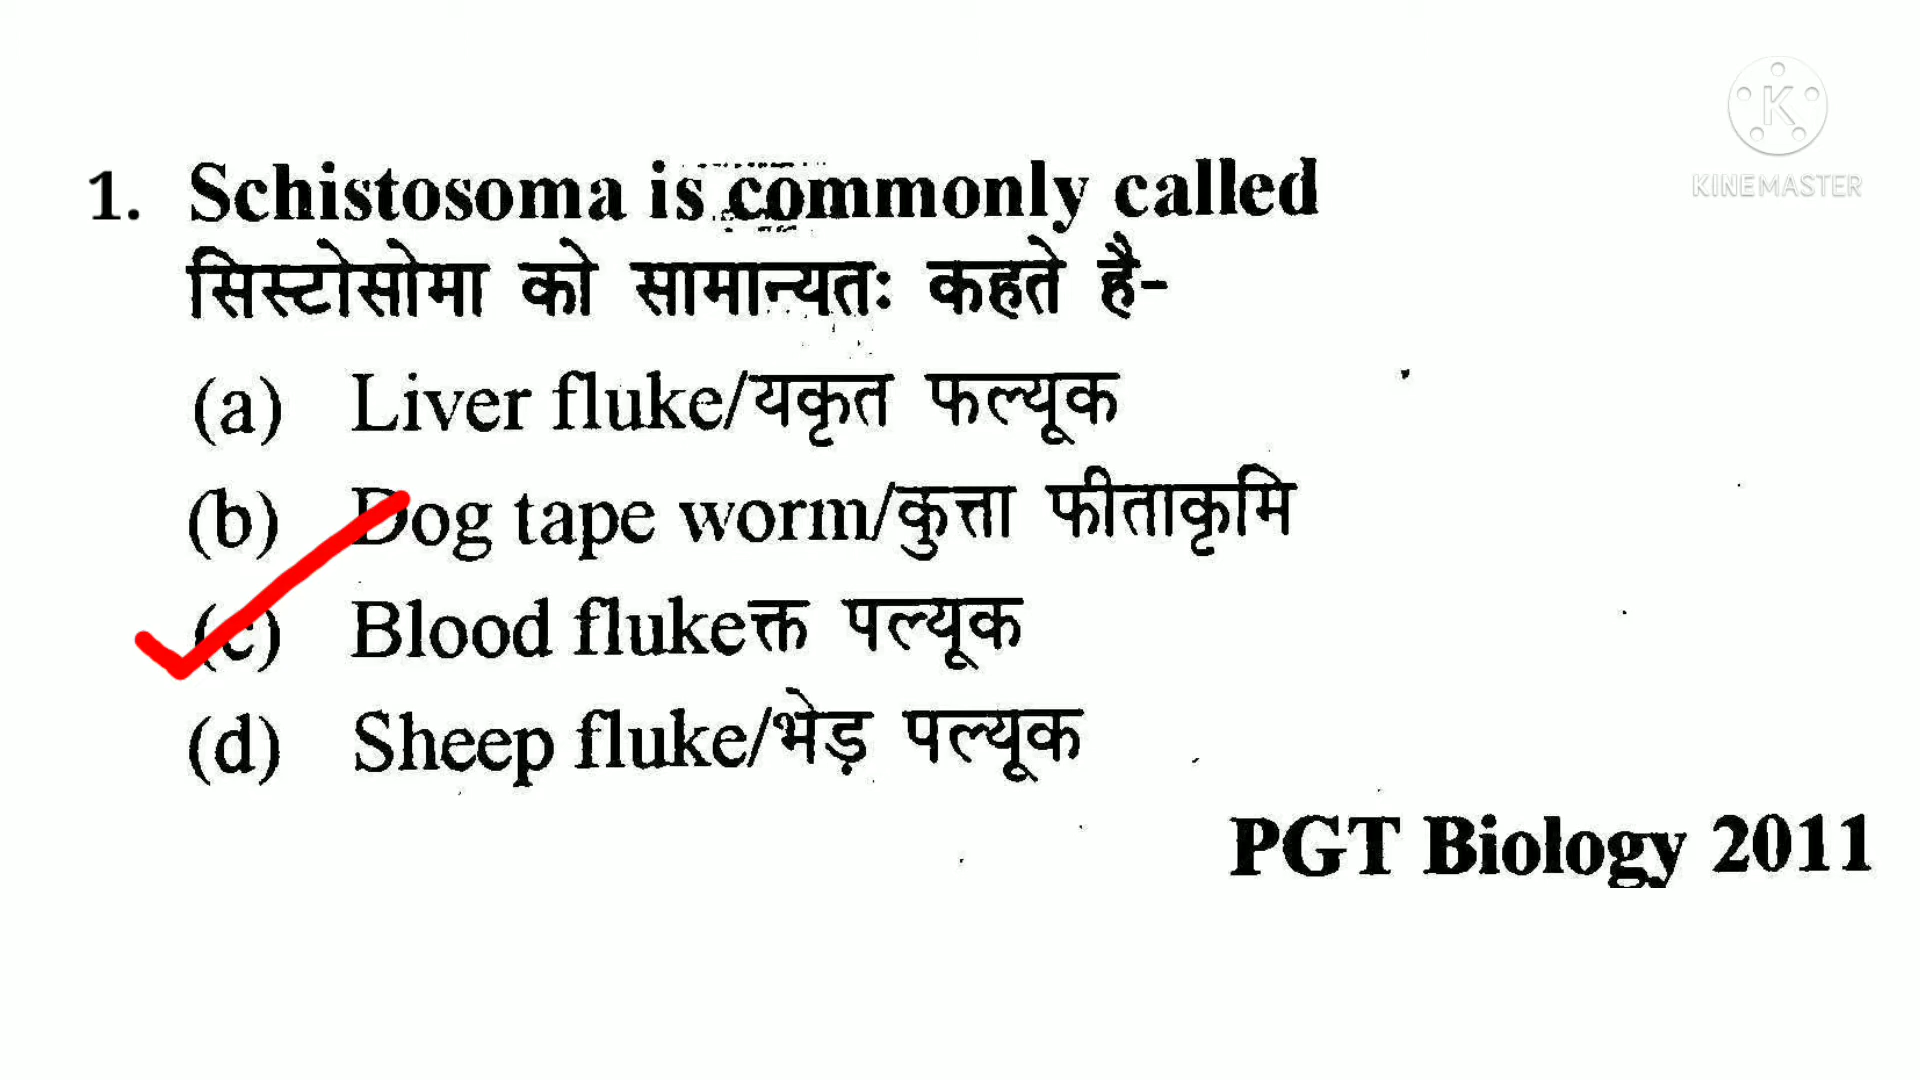 KINEMASTER
1. Schistosoma is commonly called
सिस्टोसोमा को सामान्यतः कहते है-
(a) Liver fluke/यकृत फल्यूक
(b) Dog tape worm/कुत्ता फीताकृमि
(c) Blood flukeक्त पल्यूक
(d) Sheep fluke/भेड़ पल्यूक
PGT Biology 2011